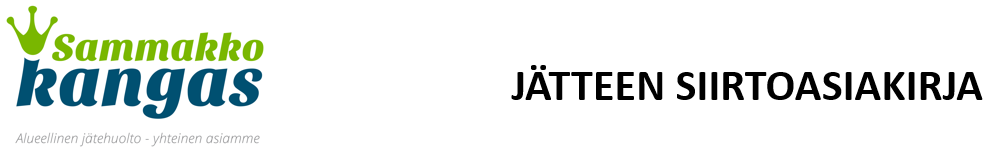 Sammakko
kangas
JÄTTEEN SIIRTOASIAKIRJA
Alueellinen jätehuolto - yhteinen asiamme